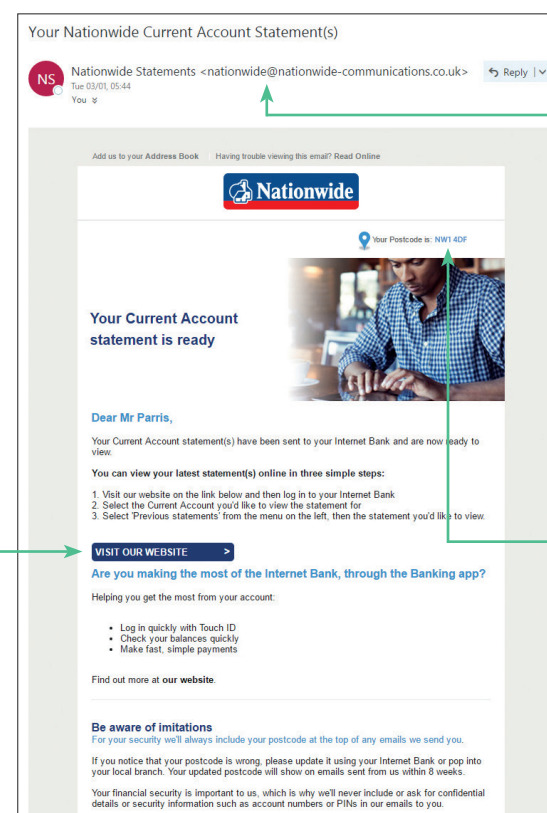 Your Nationwide Current Account Statement(s)
NS
Nationwide Statements <nationwide@nationwide-communications.co.uk>
Reply
Tue 03/01, 05:44
You
Add us to your Address Book
Having trouble viewing this email? Read Online
Nationwide
Your Postcode is: NW1 4DF
Your Current Account
statement is ready
Dear Mr Parris,
Your Current Account statement(s) have been sent to your Internet Bank and are now ready to
view.
You can view your latest statement(s) online in three simple steps:
1. Visit our website on the link below and then log in to your Internet Bank
2. Select the Current Account you'd like to view the statement for
3. Select 'Previous statements' from the menu on the left, then the statement you'd like to view.
VISIT OUR WEBSITE >
Are you making the most of the Internet Bank, through the Banking app?
Helping you get the most from your account:
• Log in quickly with Touch ID
• Check your balances quickly
• Make fast, simple payments
Find out more at our website.
Be aware of imitations
For your security we'll always include your postcode at the top of any emails we send you.
If you notice that your postcode is wrong, please update it using your Internet Bank or pop into
your local branch. Your updated postcode will show on emails sent from us within 8 weeks.
Your financial security is important to us, which is why we'll never include or ask for confidential
details or security information such as account numbers or PINs in our emails to you.